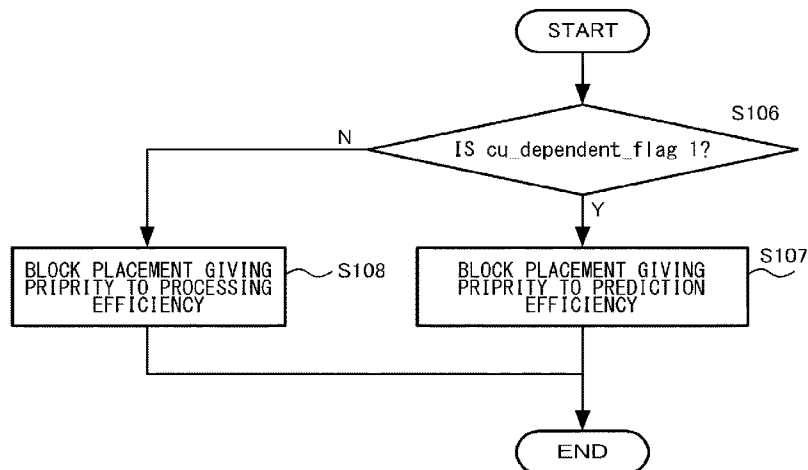 START
S106
IS cu_dependent_flag 1?
N
Y
BLOCK PLACEMENT GIVING
PRIPRITY TO PROCESSING
EFFICIENCY
S108
BLOCK PLACEMENT GIVING
PRIPRITY TO PREDICTION
EFFICIENCY
S107
END